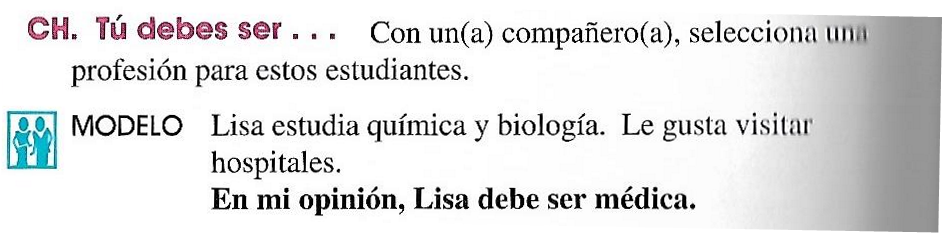 CH. Tú debes ser . . . Con un(a) compañero(a), selecciona una
profesión para estos estudiantes.
MODELO Lisa estudia química y biología. Le gusta visitar
hospitales.
En mi opinión, Lisa debe ser médica.